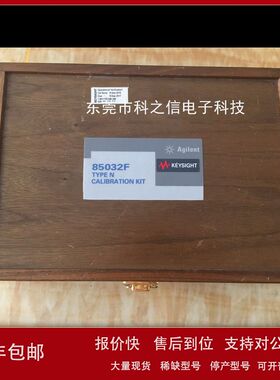 东莞市科之信电子科技
Agilent
85032F
TYPE N
CALIBRATION KIT
KEYSIGHT
年包邮
报价快 售后到位 支持对公
大量现货 稀缺型号 停产型号 可开